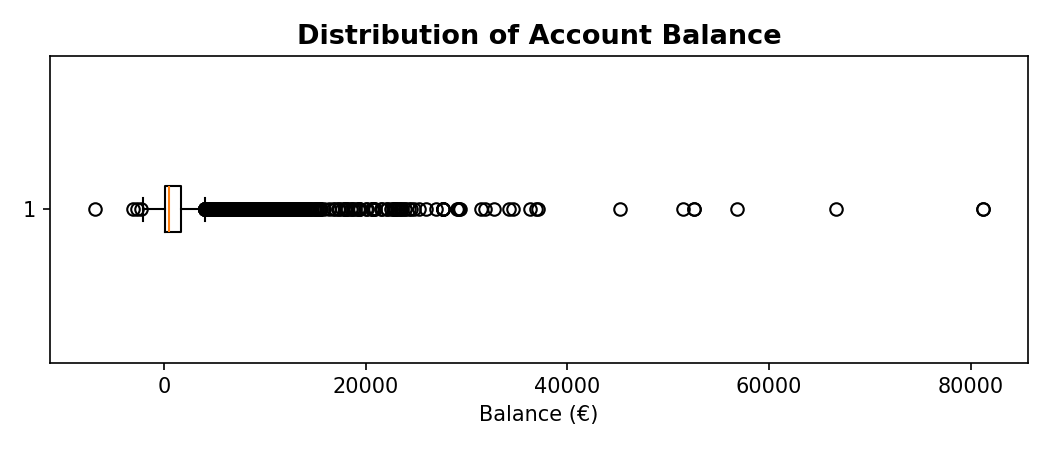 Distribution of Account Balance
1
0 20000 40000 60000 80000
Balance (€)